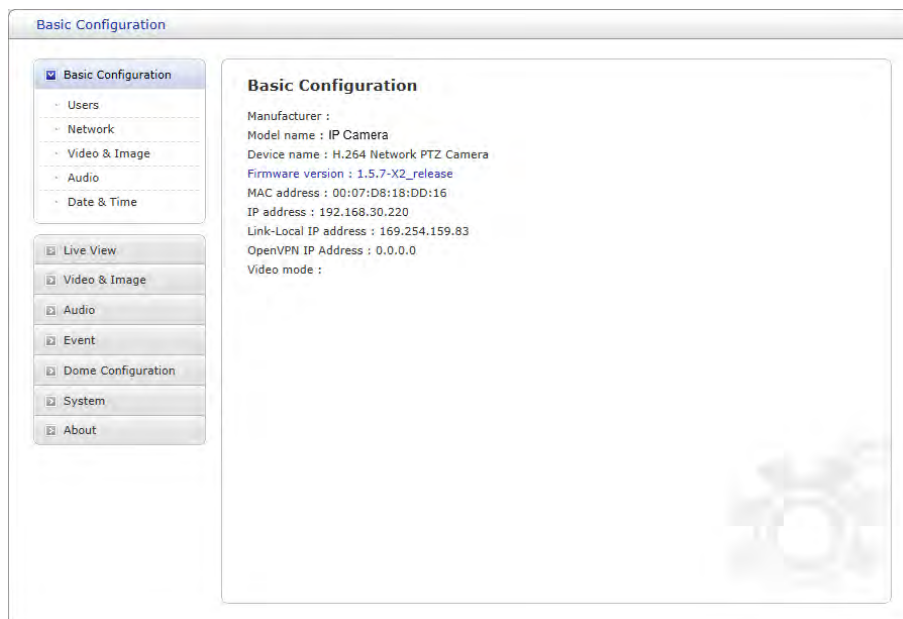 Basic Configuration
Basic Configuration
Users
Network
Video & Image
Audio
Date & Time
Live View
Video & Image
Audio
Event
Dome Configuration
System
About
Basic Configuration
Manufacturer :
Model name : IP Camera
Device name : H.264 Network PTZ Camera
Firmware version : 1.5.7-X2_release
MAC address : 00:07:D8:18:DD:16
IP address : 192.168.30.220
Link-Local IP address : 169.254.159.83
OpenVPN IP Address : 0.0.0.0
Video mode :